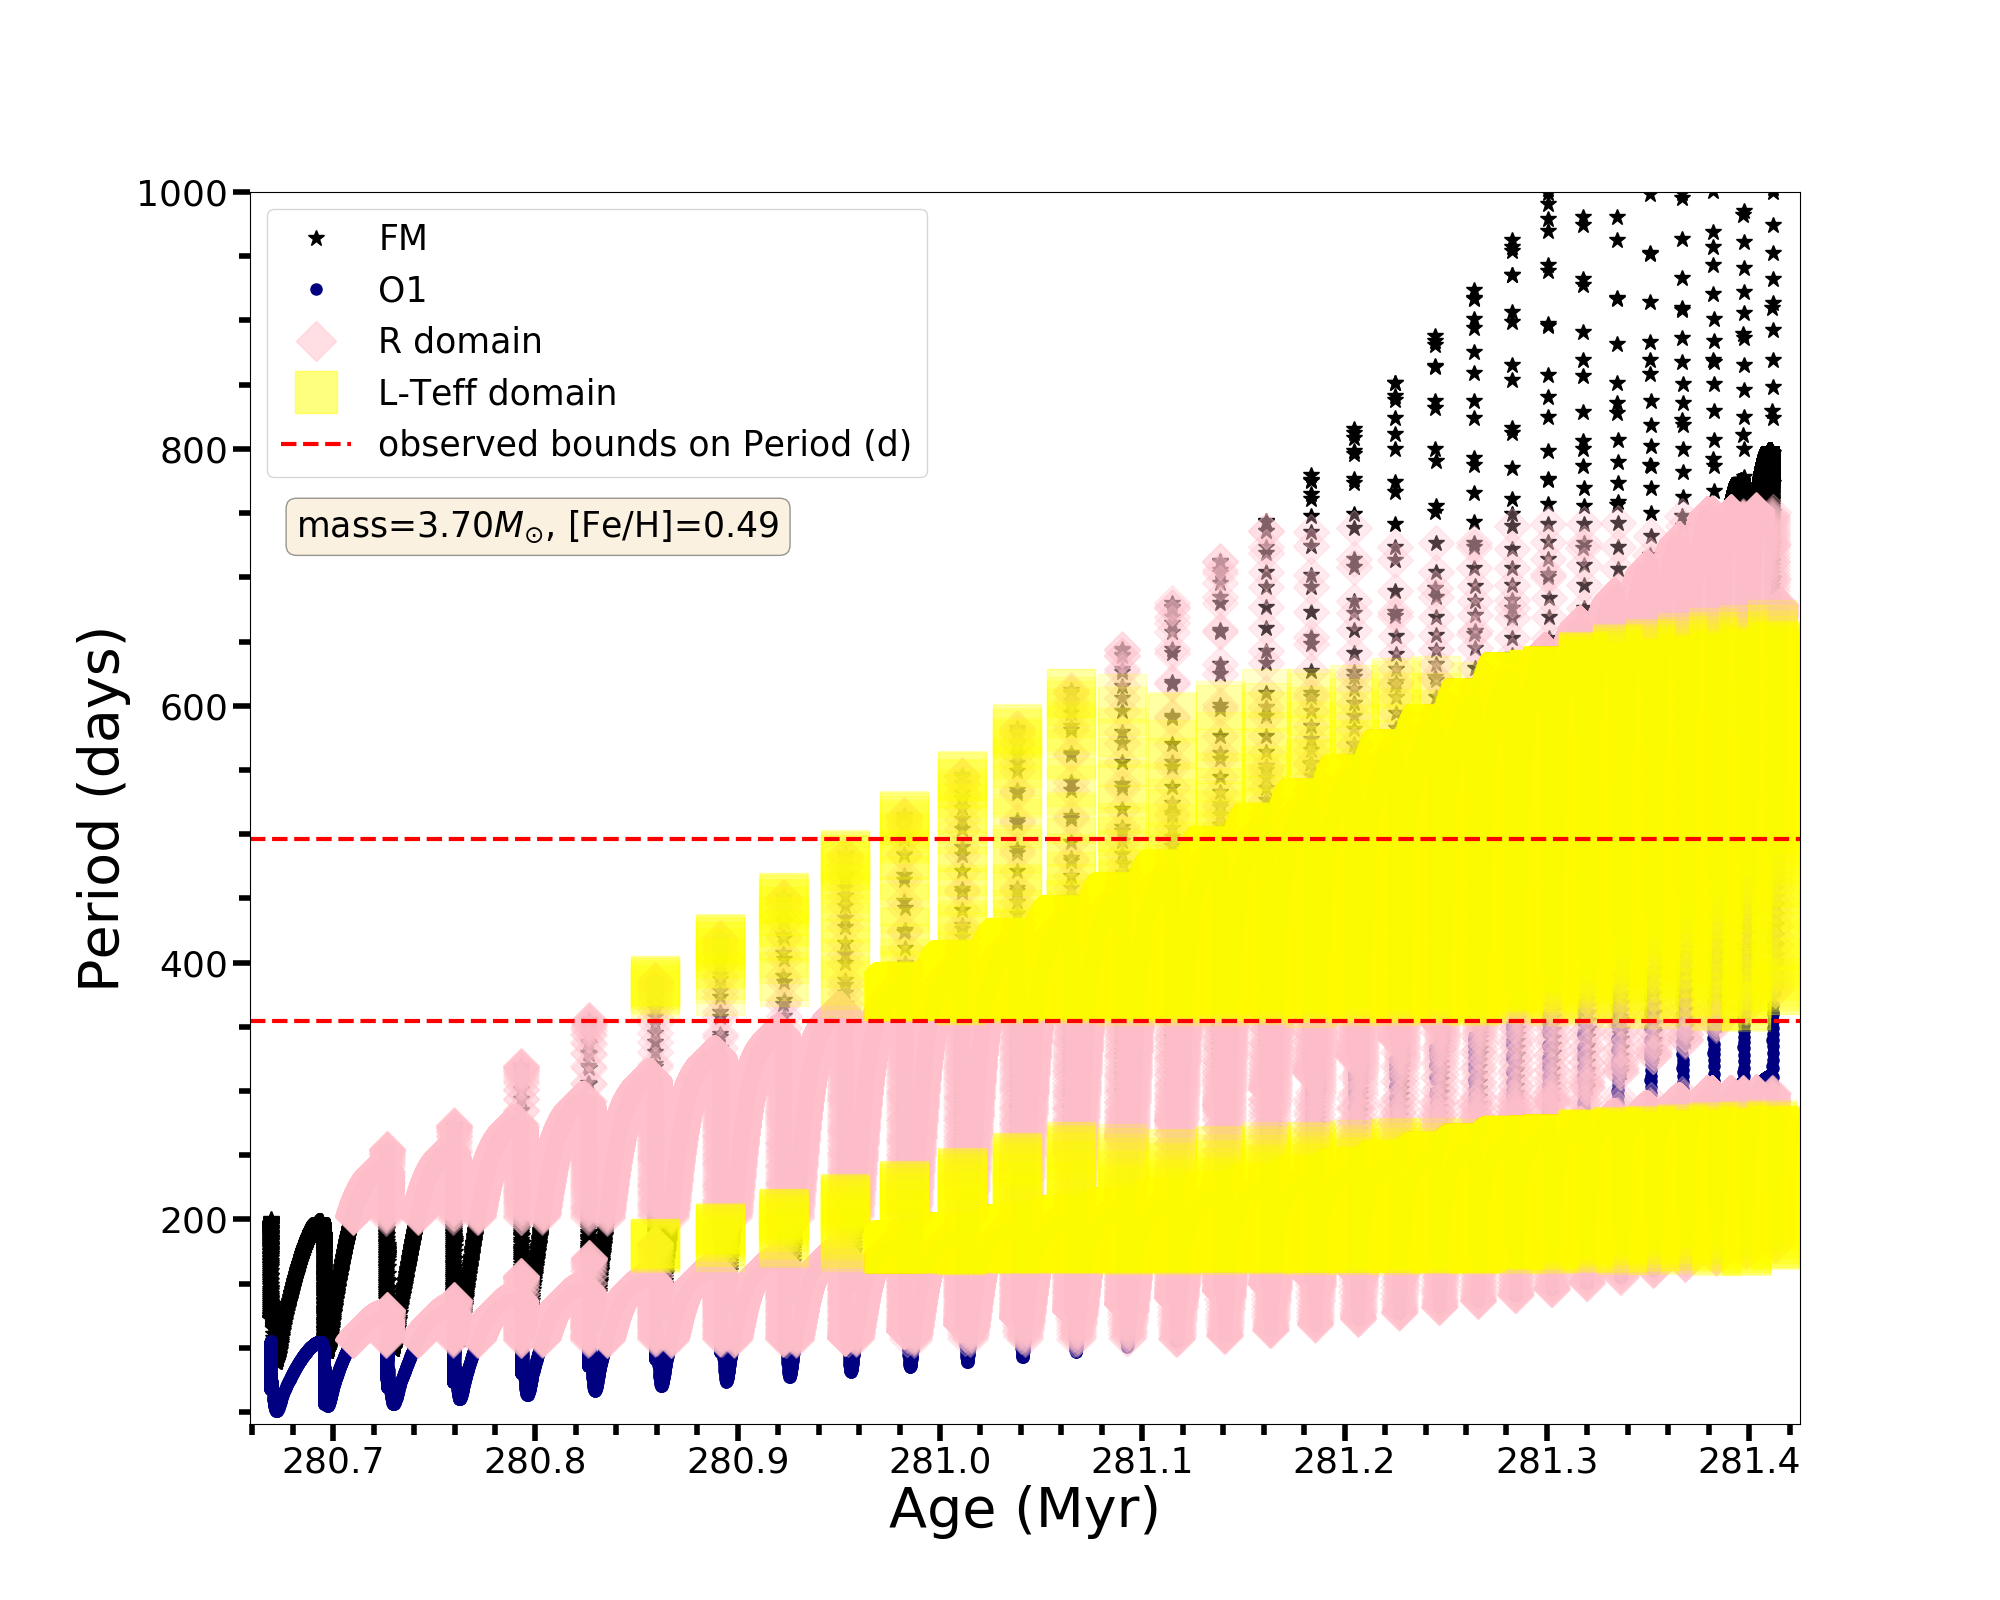 1000
800
600
400
200
Period (days)
FM
O1
R domain
L-Teff domain
observed bounds on Period (d)
mass=3.70M☉, [Fe/H]=0.49
280.7 280.8 280.9 281.0 281.1 281.2 281.3 281.4
Age (Myr)